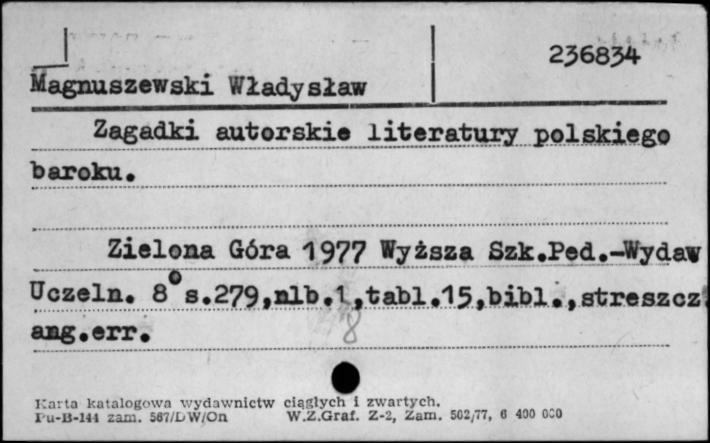 236834
Magnuszewski Władysław
Zagadki autorskie literatury polskiego
baroku.
Zielona Góra 1977 Wyższa Szk.Ped.-Wydaw
Uczeln. 8° s.279,nlb.1,tabl.15,bibl.,streszcz.
ang.err.
8
Karta katalogowa wydawnictw ciągłych i zwartych.
Pu-B-144 zam. 567/DW/On W.Z.Graf. Z-2, Zam. 502/77, 6 400 000